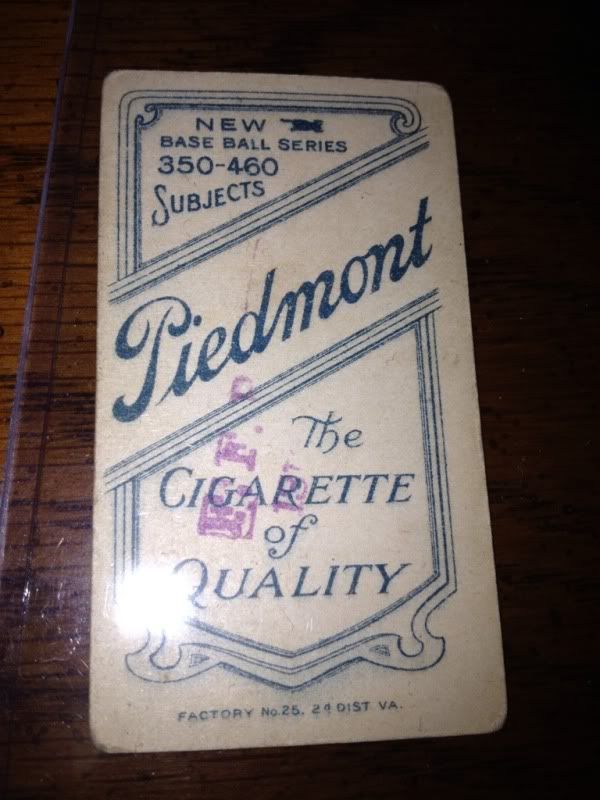 NEW
BASE BALL SERIES
350-460
SUBJECTS
Piedmont
The
CIGARETTE
of
QUALITY
FACTORY No. 25. 2d DIST VA.